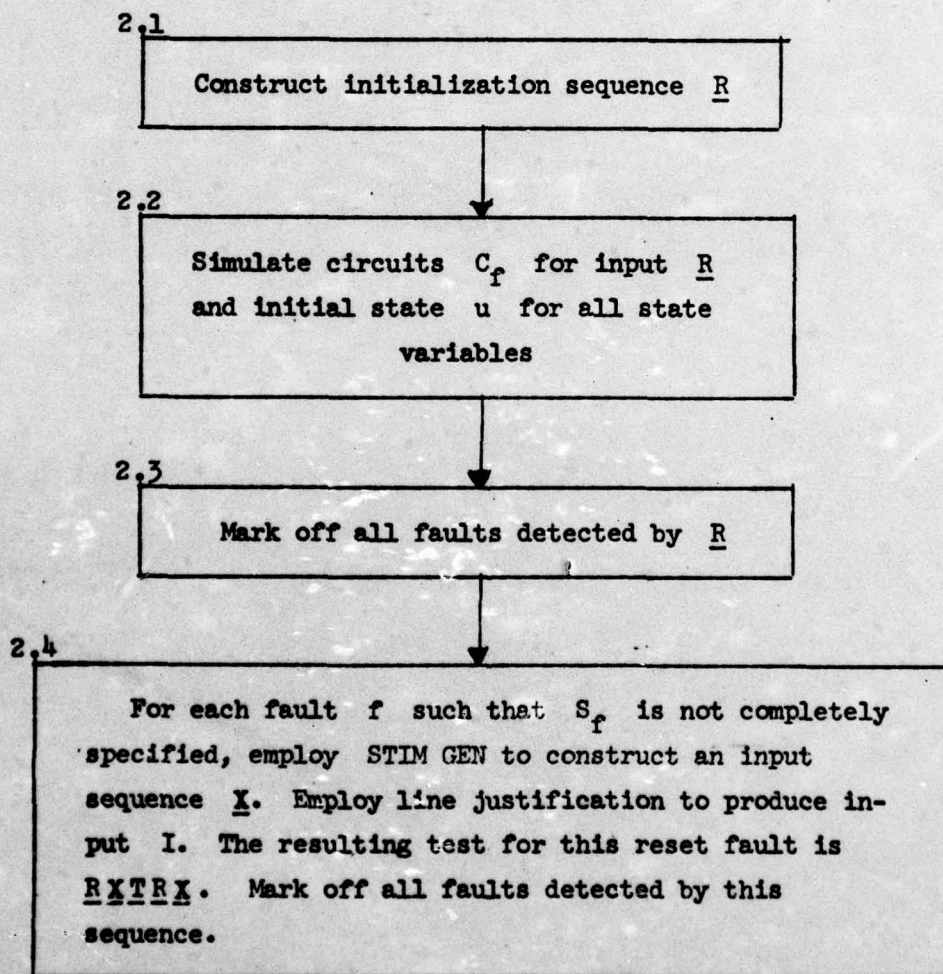 2.1
Construct initialization sequence R
2.2
Simulate circuits C_f for input R
and initial state u for all state
variables
2.3
Mark off all faults detected by R
2.4
For each fault f such that S_f is not completely
specified, employ STIM GEN to construct an input
sequence X. Employ line justification to produce in-
put I. The resulting test for this reset fault is
RXTRX. Mark off all faults detected by this
sequence.